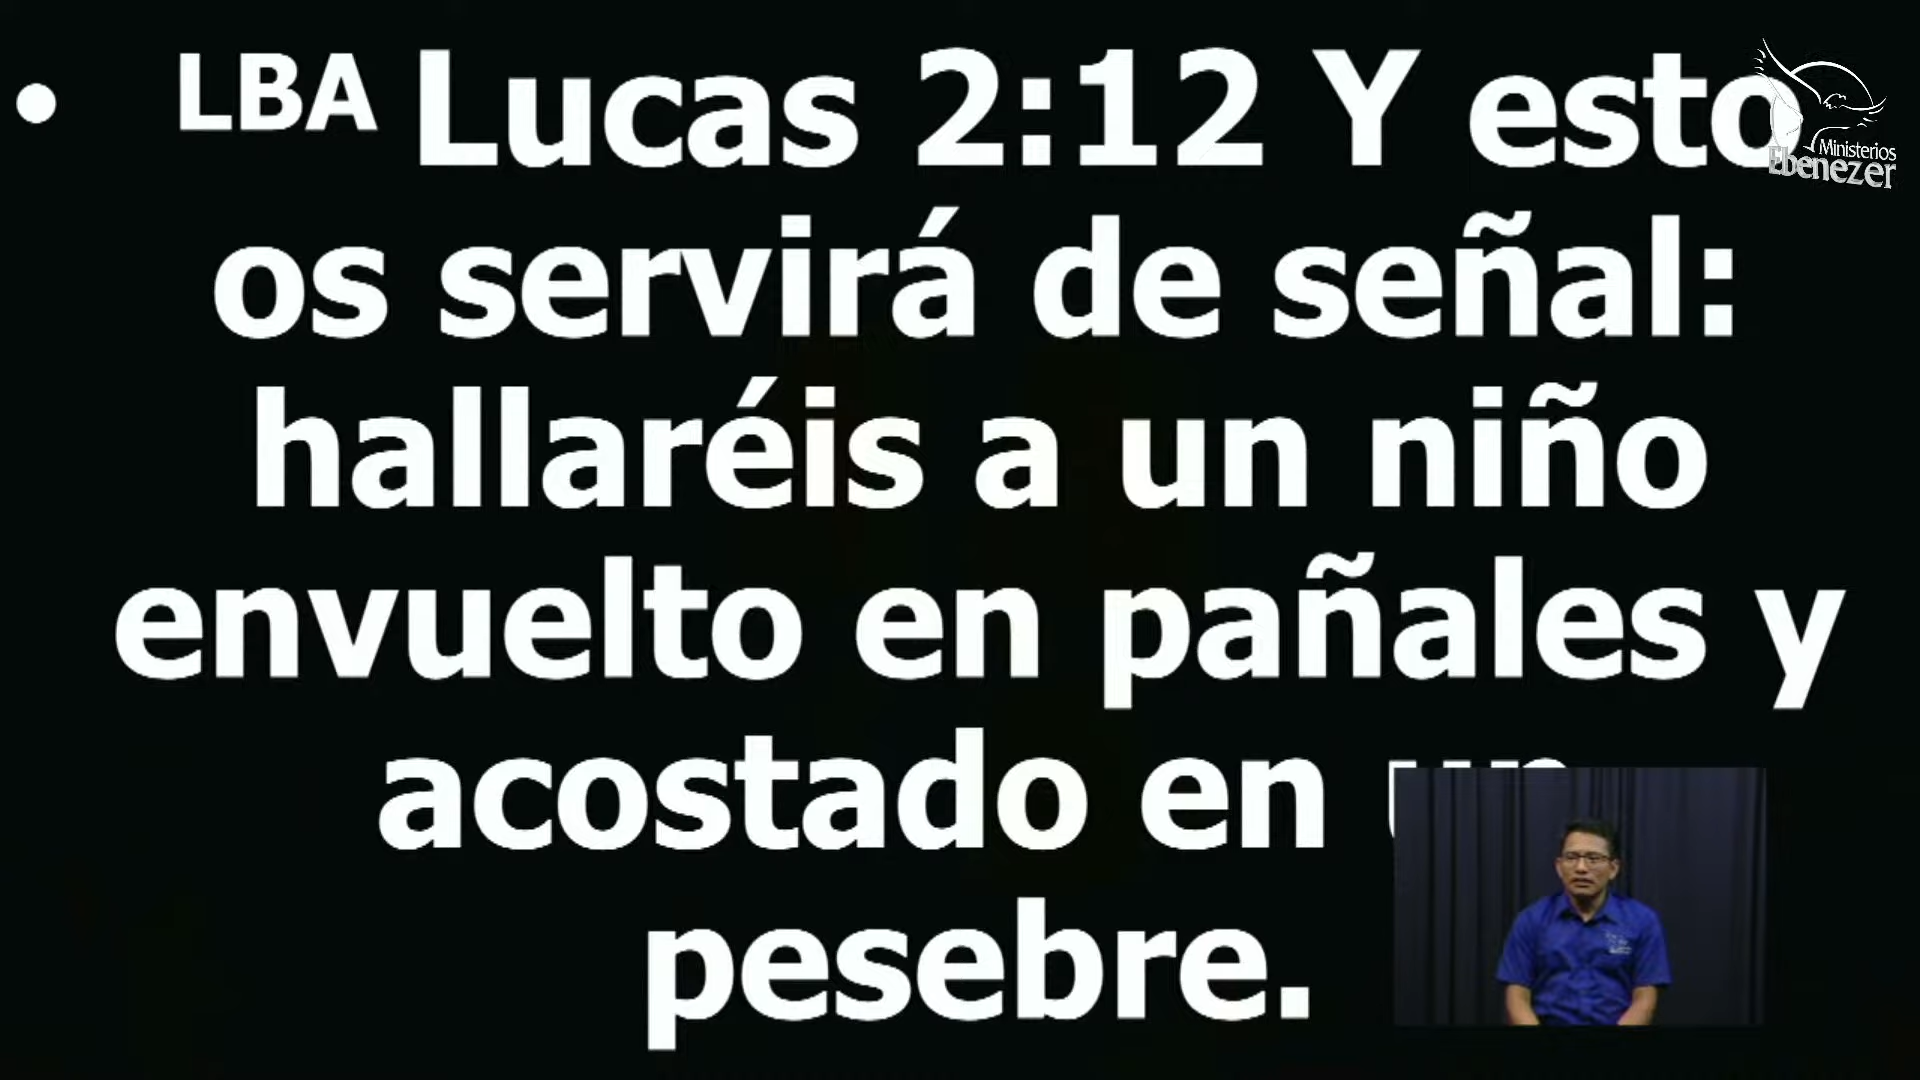 • LBA Lucas 2:12 Y esto
os servirá de señal:
hallaréis a un niño
envuelto en pañales y
acostado en un
pesebre.
Ministerios
Ebenezer